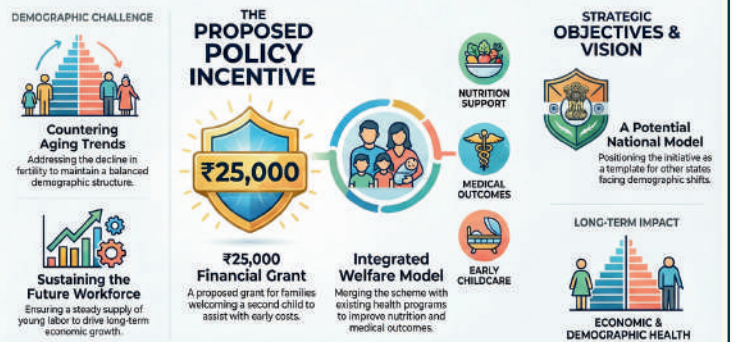 DEMOGRAPHIC CHALLENGE
Countering
Aging Trends
Addressing the decline in
fertility to maintain a balanced
demographic structure.
Sustaining the
Future Workforce
Ensuring a steady supply of
young labor to drive long-term
economic growth.
THE
PROPOSED
POLICY
INCENTIVE
₹25,000
₹25,000
Financial Grant
A proposed grant for families
welcoming a second child to
assist with early costs.
Integrated
Welfare Model
Merging the scheme with
existing health programs
to improve nutrition and
medical outcomes.
NUTRITION
SUPPORT
MEDICAL
OUTCOMES
EARLY
CHILDCARE
STRATEGIC
OBJECTIVES &
VISION
A Potential
National Model
Positioning the initiative as
a template for other states
facing demographic shifts.
LONG-TERM IMPACT
ECONOMIC &
DEMOGRAPHIC HEALTH